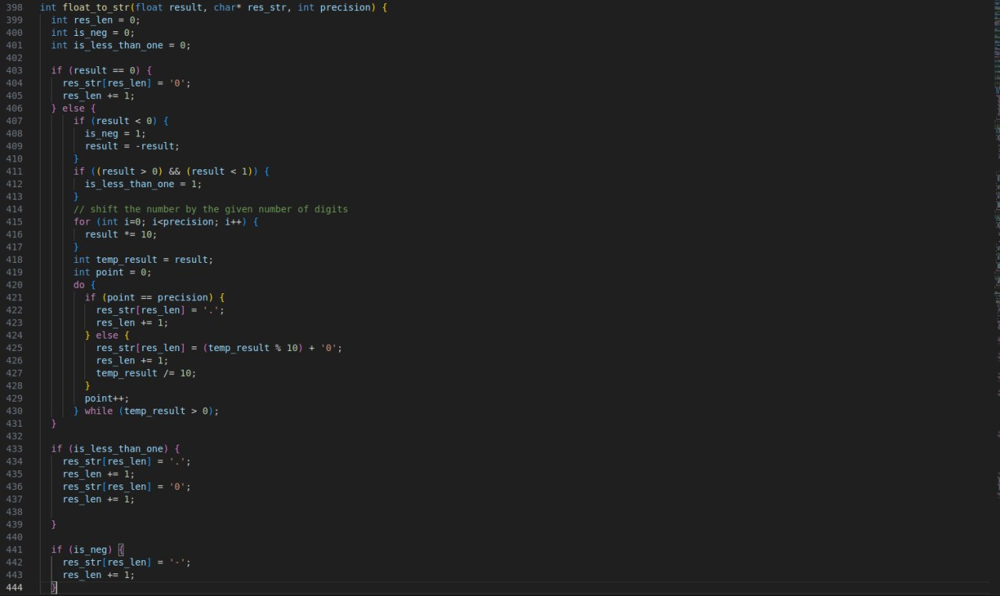 398 int float_to_str(float result, char* res_str, int precision) {
399   int res_len = 0;
400   int is_neg = 0;
401   int is_less_than_one = 0;
402
403   if (result == 0) {
404     res_str[res_len] = '0';
405     res_len += 1;
406   } else {
407       if (result < 0) {
408         is_neg = 1;
409         result = -result;
410       }
411       if ((result > 0) && (result < 1)) {
412         is_less_than_one = 1;
413       }
414       // shift the number by the given number of digits
415       for (int i=0; i<precision; i++) {
416         result *= 10;
417       }
418       int temp_result = result;
419       int point = 0;
420       do {
421         if (point == precision) {
422           res_str[res_len] = '.';
423           res_len += 1;
424         } else {
425           res_str[res_len] = (temp_result % 10) + '0';
426           res_len += 1;
427           temp_result /= 10;
428         }
429         point++;
430       } while (temp_result > 0);
431   }
432
433   if (is_less_than_one) {
434     res_str[res_len] = '.';
435     res_len += 1;
436     res_str[res_len] = '0';
437     res_len += 1;
438
439   }
440
441   if (is_neg) {
442     res_str[res_len] = '-';
443     res_len += 1;
444   }